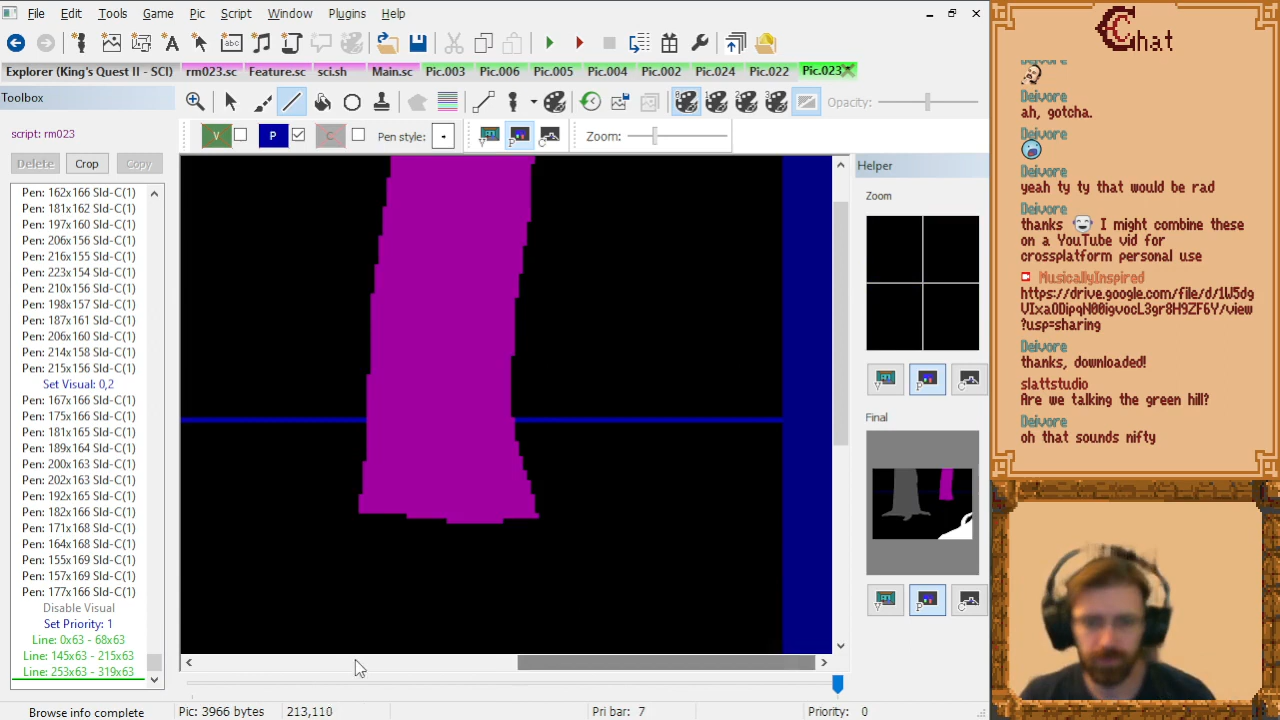 File Edit Tools Game Pic Script Window Plugins Help
Explorer (King's Quest II _SCI) rm023.sc Feature.sc sci.sh Main.sc Pic.003 Pic.006 Pic.005 Pic.004 Pic.002 Pic.024 Pic.022 Pic.023
Toolbox
Opacity:
script: rm023
V P C Pen style: Zoom:
Delete Crop Copy
Pen: 162x166 Sld-C(1)
Pen: 181x162 Sld-C(1)
Pen: 197x160 Sld-C(1)
Pen: 206x156 Sld-C(1)
Pen: 216x155 Sld-C(1)
Pen: 223x154 Sld-C(1)
Pen: 210x156 Sld-C(1)
Pen: 198x157 Sld-C(1)
Pen: 187x161 Sld-C(1)
Pen: 206x160 Sld-C(1)
Pen: 214x158 Sld-C(1)
Pen: 215x158 Sld-C(1)
Set Visual: 0,2
Pen: 167x166 Sld-C(1)
Pen: 175x166 Sld-C(1)
Pen: 181x165 Sld-C(1)
Pen: 189x164 Sld-C(1)
Pen: 200x163 Sld-C(1)
Pen: 202x163 Sld-C(1)
Pen: 192x165 Sld-C(1)
Pen: 182x166 Sld-C(1)
Pen: 171x168 Sld-C(1)
Pen: 164x168 Sld-C(1)
Pen: 155x169 Sld-C(1)
Pen: 157x169 Sld-C(1)
Pen: 177x166 Sld-C(1)
Disable Visual
Set Priority: 1
Line: 0x63 - 68x63
Line: 145x63 - 215x63
Line: 253x63 - 315x63
Browse info complete Pic: 3966 bytes Pri bar: 7 Priority: 0
Helper
Zoom
V P C
Final
V P C
Chat
Deivore
ah, gotcha.
Deivore
Deivore
yeah ty ty that would be rad
Deivore
thanks I might combine these
on a YouTube vid for
crossplatform personal use
MusicallyInspired
https://drive.google.com/file/d/1W5dg
VIxaODipqN00igvocL3gr8H9ZF6Y/view
?usp=sharing
Deivore
thanks, downloaded!
slattstudio
Are we talking the green hill?
Deivore
oh that sounds nifty